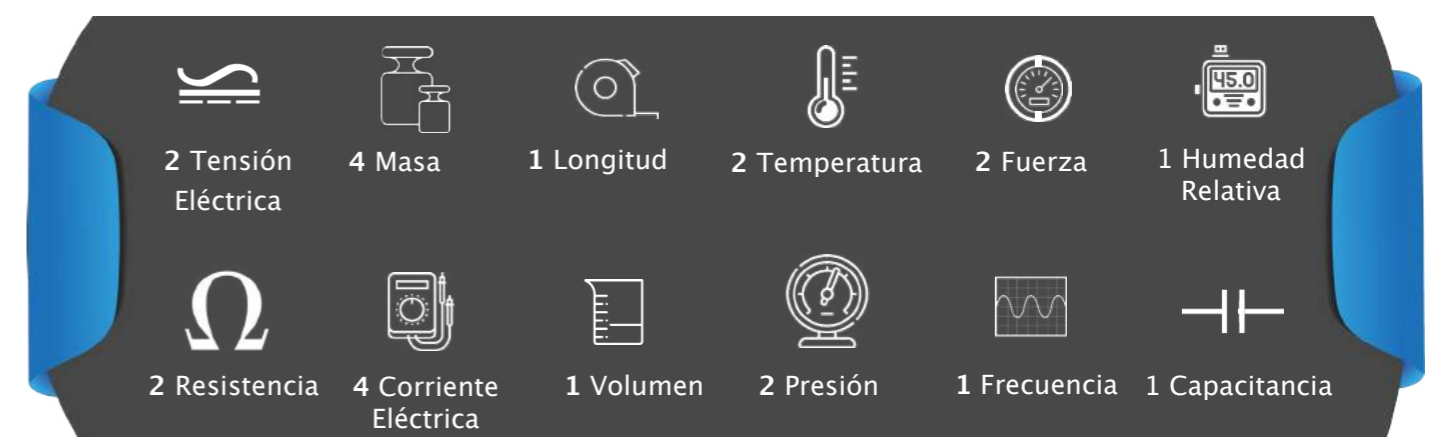 45.0
2 Tensión
Eléctrica
4 Masa
1 Longitud
2 Temperatura
2 Fuerza
1 Humedad
Relativa
Ω
2 Resistencia
4 Corriente
Eléctrica
1 Volumen
2 Presión
1 Frecuencia
1 Capacitancia